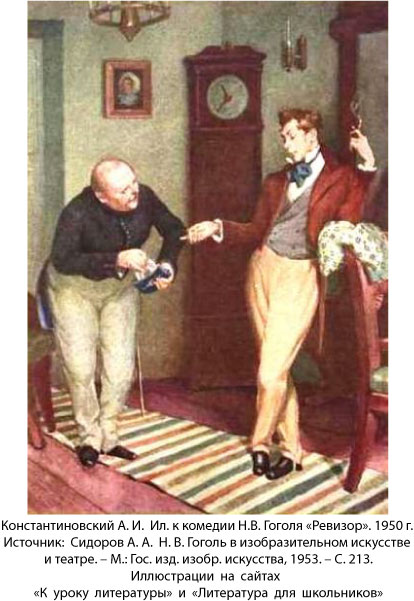 Константиновский А. И. Ил. к комедии Н.В. Гоголя «Ревизор». 1950 г.
Источник: Сидоров А. А. Н. В. Гоголь в изобразительном искусстве
и театре. – М.: Гос. изд. изобр. искусства, 1953. – С. 213.
Иллюстрации на сайтах
«К уроку литературы» и «Литература для школьников»